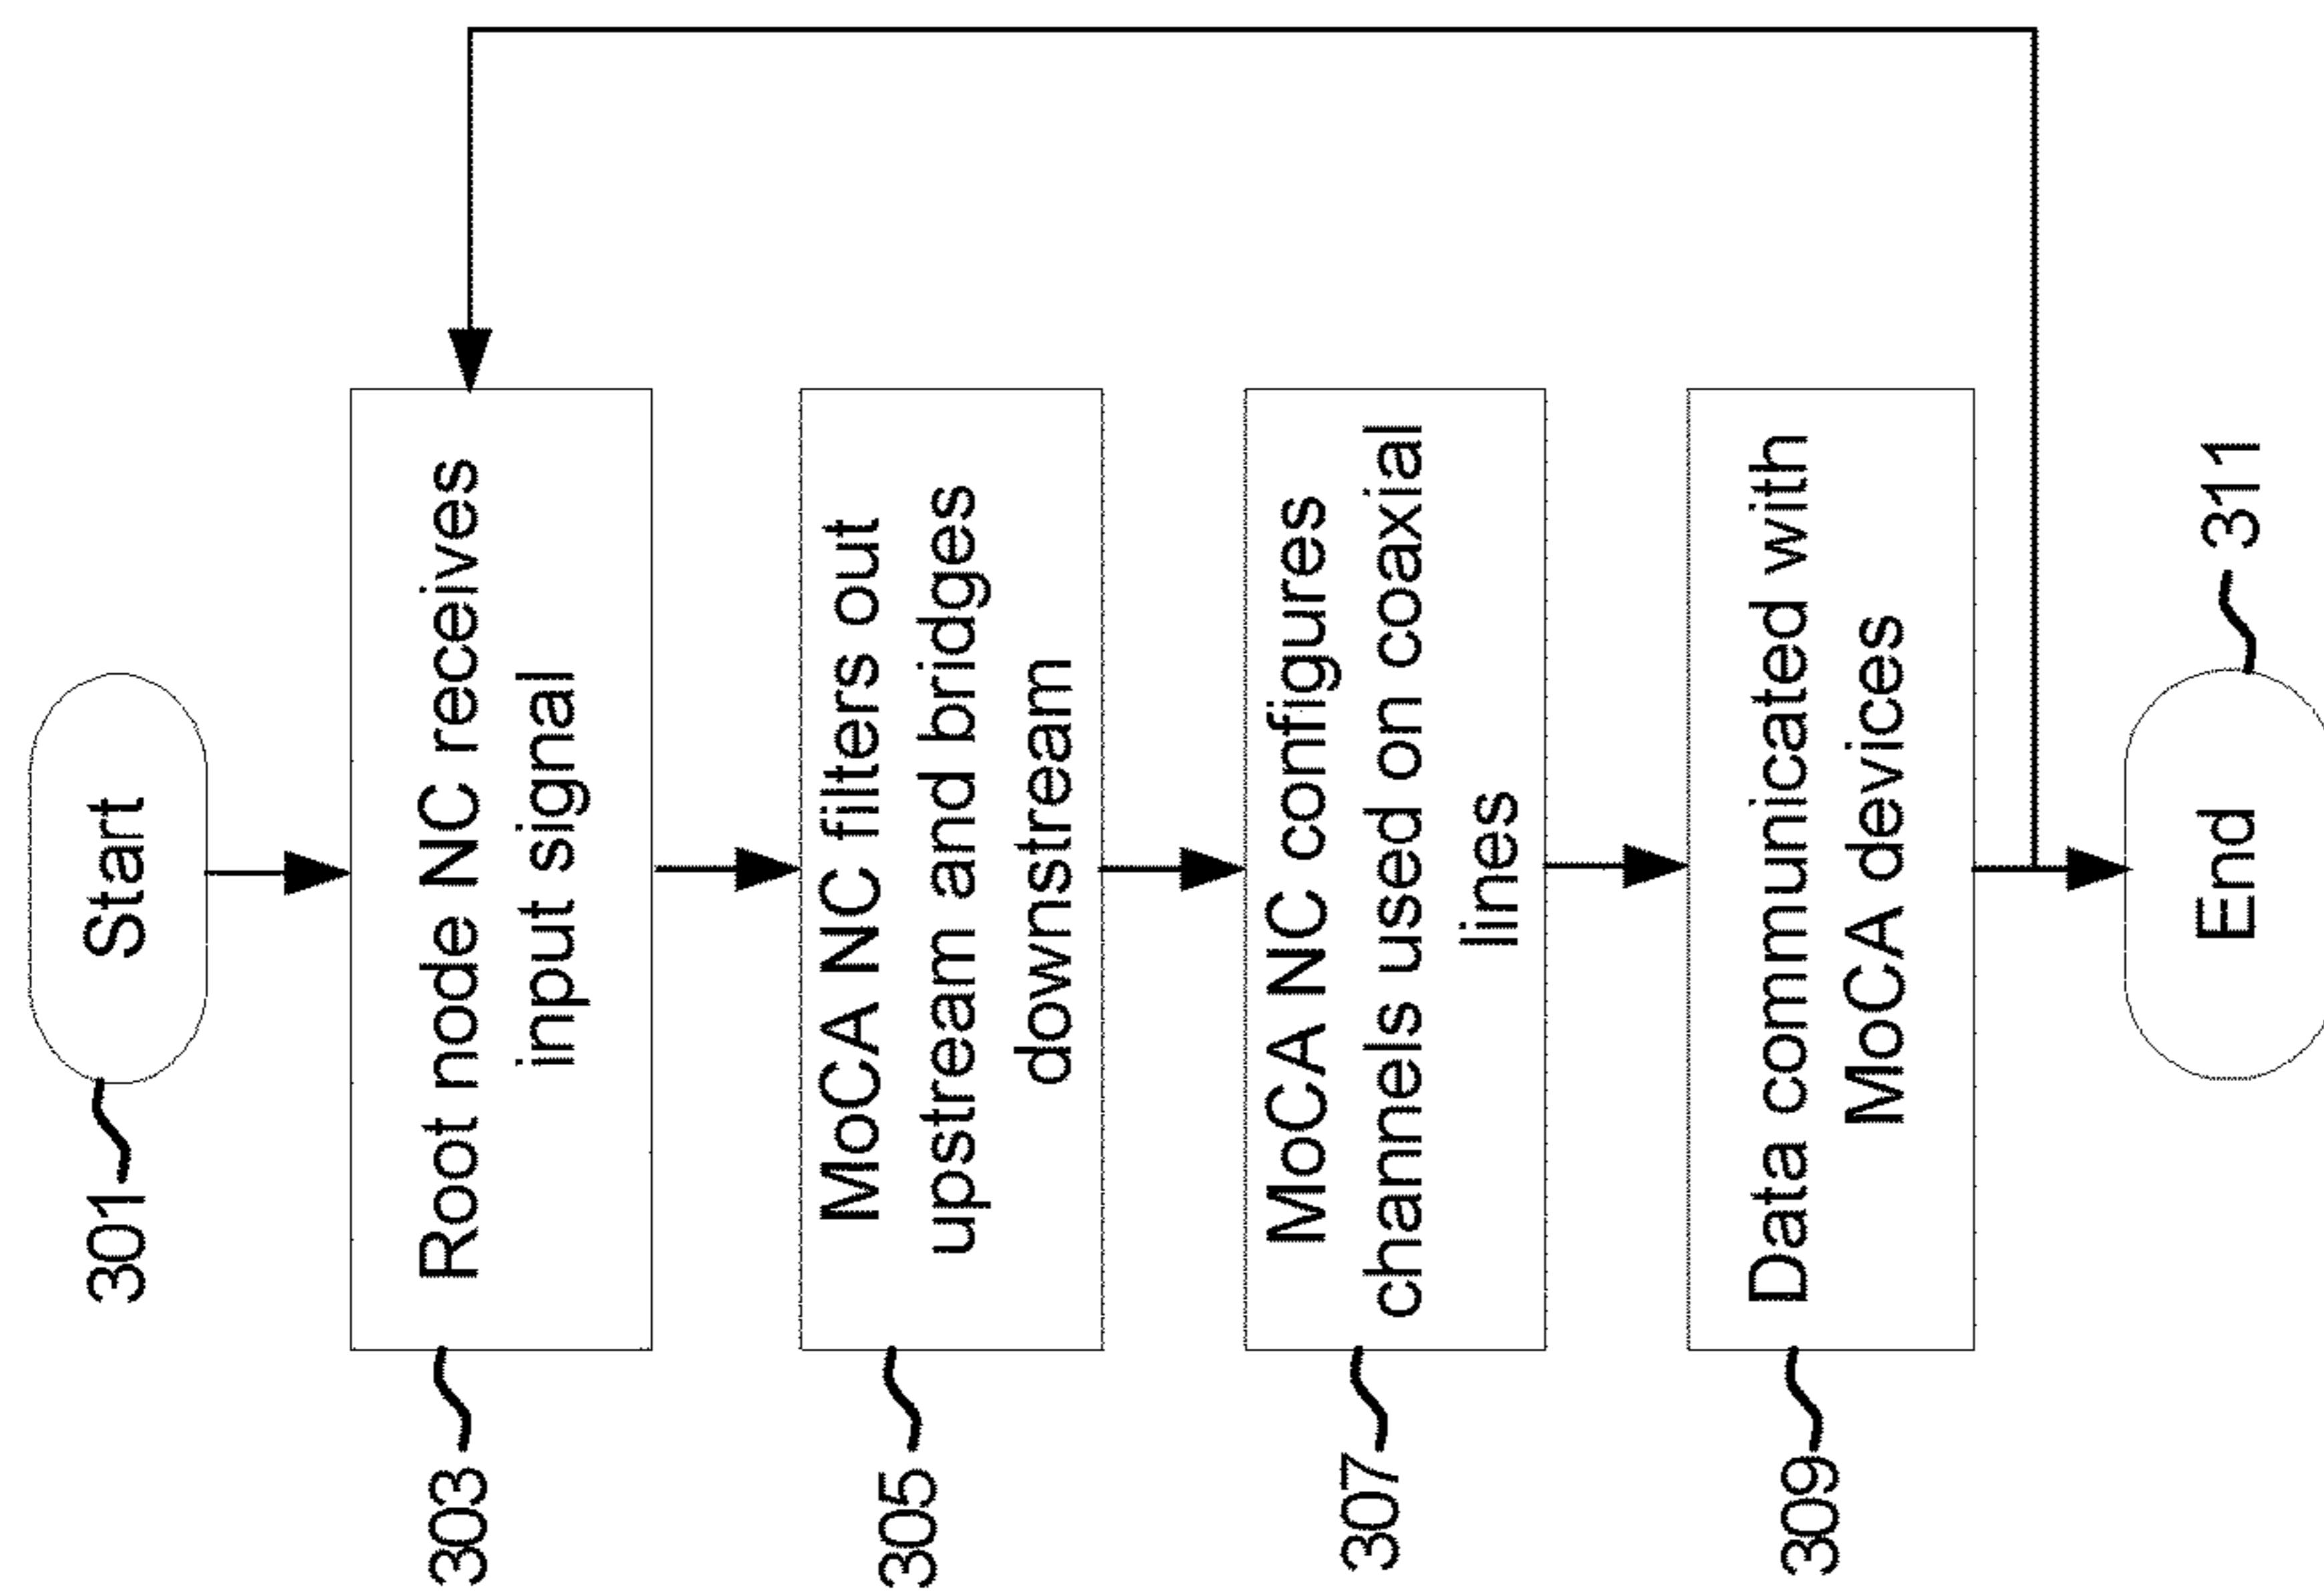 301
Start
303
Root node NC receives
input signal
305
MoCA NC filters out
upstream and bridges
downstream
307
MoCA NC configures
channels used on coaxial
lines
309
Data communicated with
MoCA devices
End
311